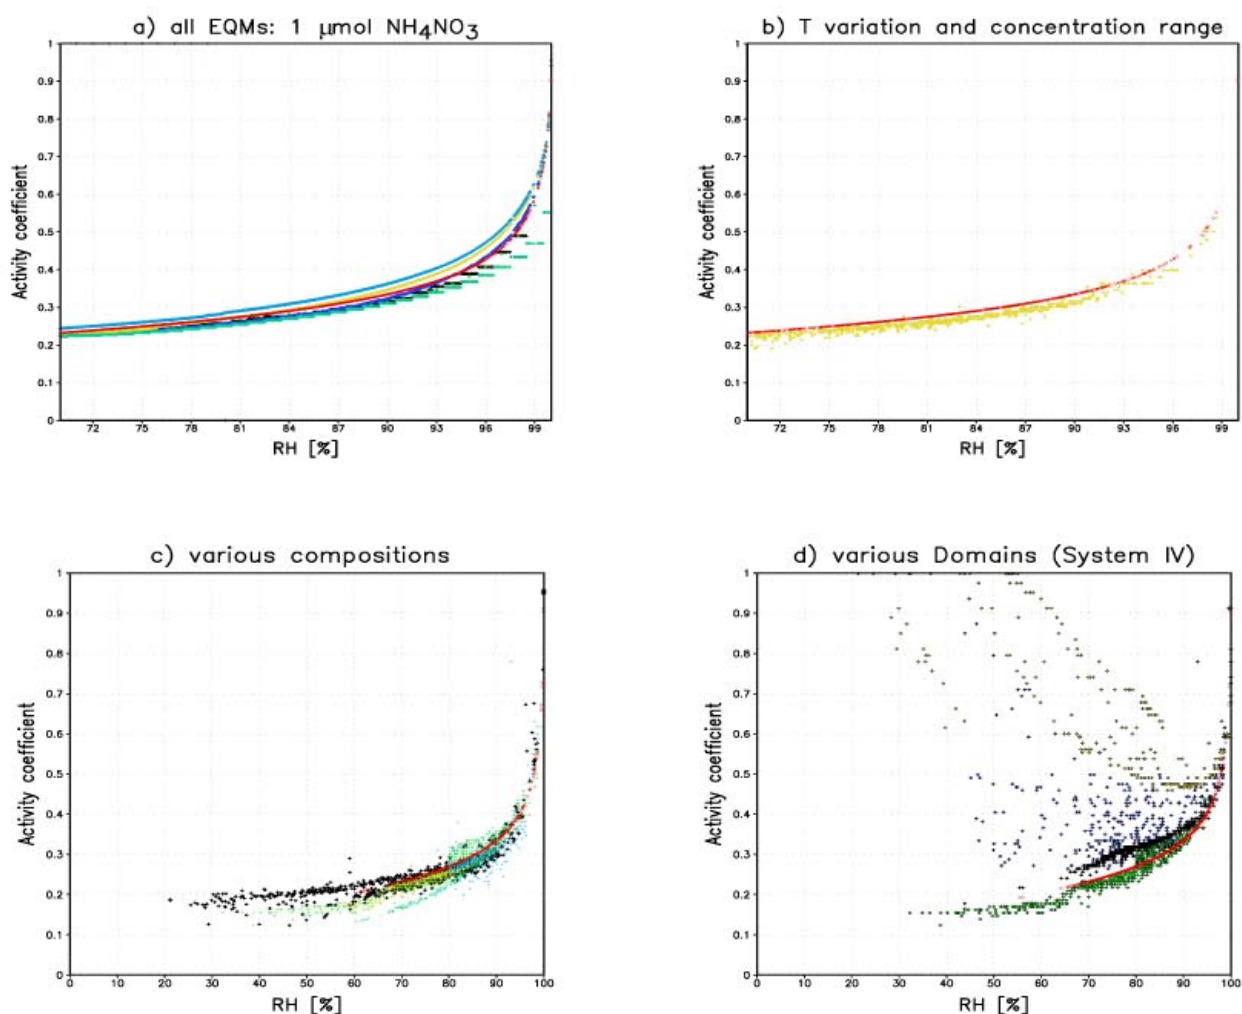 a) all EQMs: 1 μmol NH4NO3
1
0.9
0.8
0.7
0.6
0.5
0.4
0.3
0.2
0.1
0
Activity coefficient
72 75 78 81 84 87 90 93 96 99
RH [%]
b) T variation and concentration range
1
0.9
0.8
0.7
0.6
0.5
0.4
0.3
0.2
0.1
0
Activity coefficient
72 75 78 81 84 87 90 93 96 99
RH [%]
c) various compositions
1
0.9
0.8
0.7
0.6
0.5
0.4
0.3
0.2
0.1
0
Activity coefficient
0 10 20 30 40 50 60 70 80 90 100
RH [%]
d) various Domains (System IV)
1
0.9
0.8
0.7
0.6
0.5
0.4
0.3
0.2
0.1
0
Activity coefficient
0 10 20 30 40 50 60 70 80 90 100
RH [%]